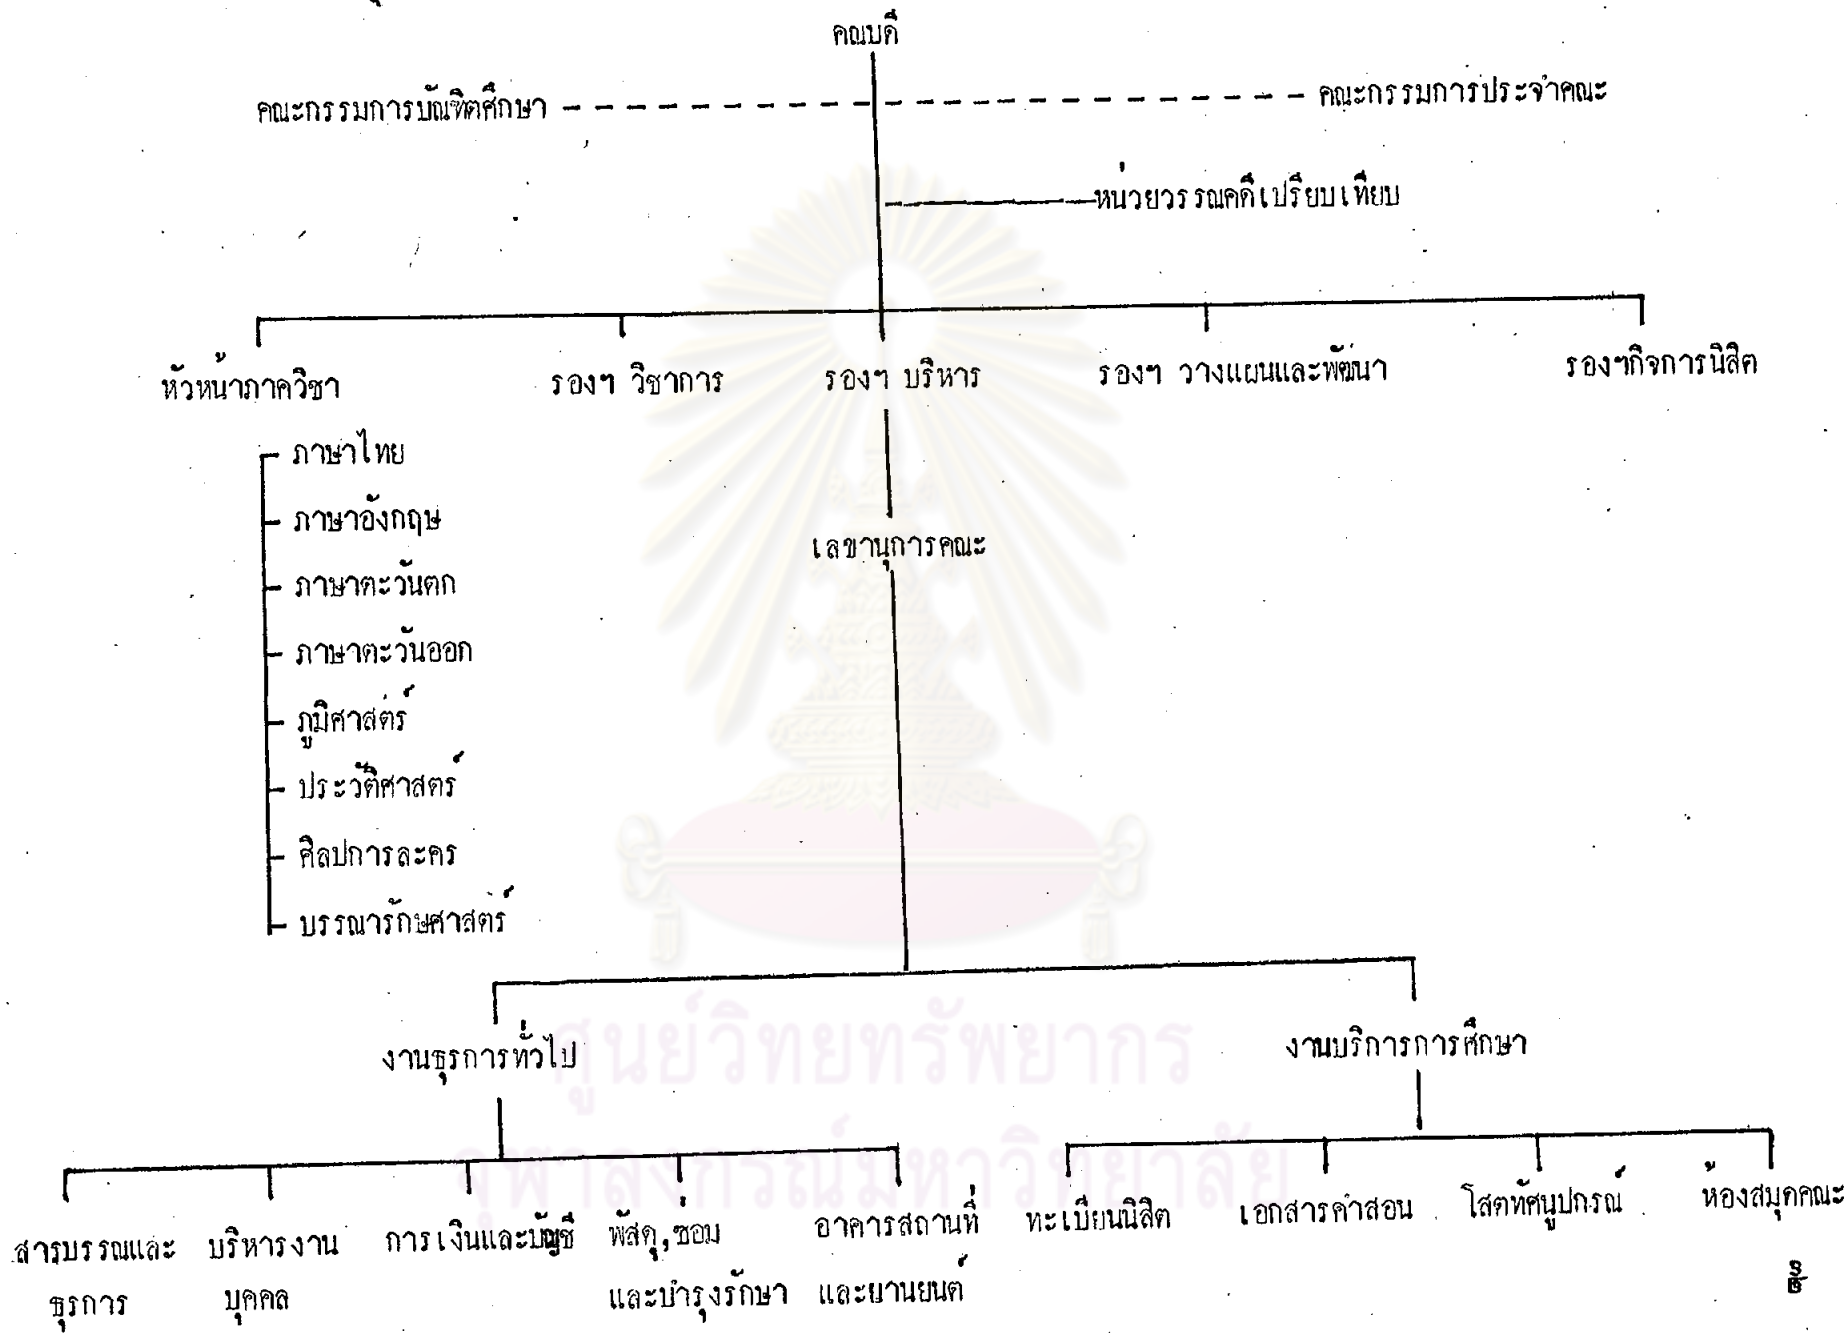 คณบดี
คณะกรรมการบัณฑิตศึกษา
คณะกรรมการประจำคณะ
หน่วยวรรณคดีเปรียบเทียบ
หัวหน้าภาควิชา
รองฯ วิชาการ
รองฯ บริหาร
รองฯ วางแผนและพัฒนา
รองฯกิจการนิสิต
ภาษาไทย
ภาษาอังกฤษ
ภาษาตะวันตก
ภาษาตะวันออก
ภูมิศาสตร์
ประวัติศาสตร์
ศิลปการละคร
บรรณารักษศาสตร์
เลขานุการคณะ
งานธุรการทั่วไป
งานบริการการศึกษา
สารบรรณและ
ธุรการ
บริหารงาน
บุคคล
การเงินและบัญชี
พัสดุ,ซ่อม
และบำรุงรักษา
อาคารสถานที่
และยานยนต์
ทะเบียนนิสิต
เอกสารคำสอน
โสตทัศนูปกรณ์
ห้องสมุดคณะ
ศูนย์วิทยทรัพยากร
จุฬาลงกรณ์มหาวิทยาลัย